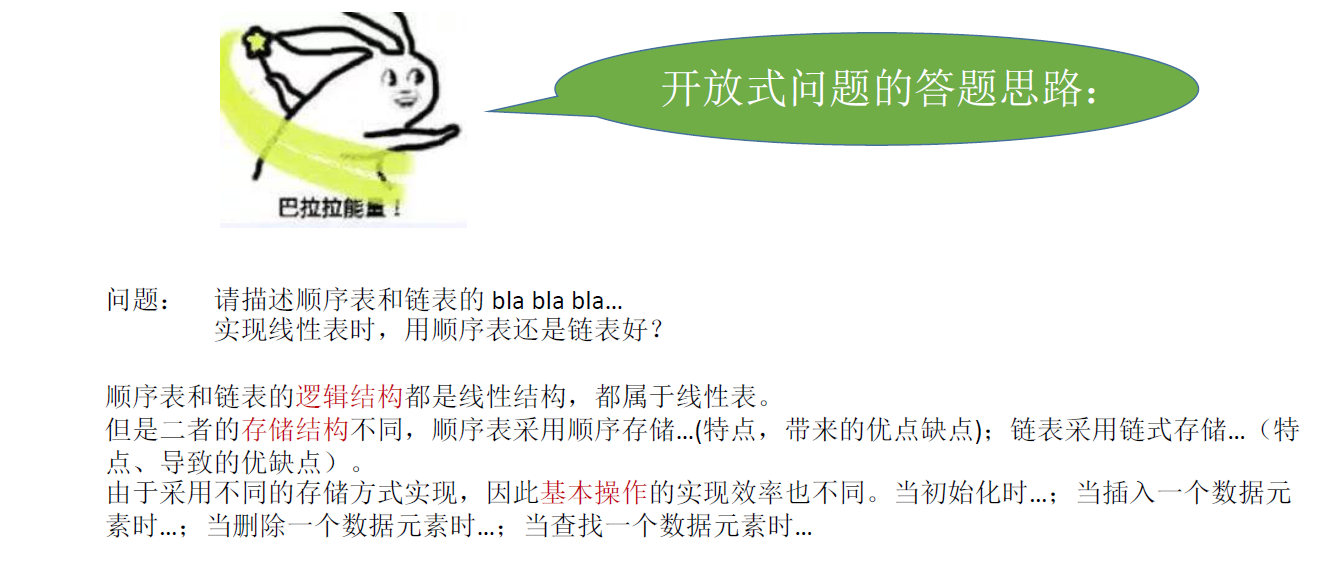 开放式问题的答题思路：
巴拉拉能量！
问题： 请描述顺序表和链表的 bla bla bla…
实现线性表时，用顺序表还是链表好？
顺序表和链表的逻辑结构都是线性结构，都属于线性表。
但是二者的存储结构不同，顺序表采用顺序存储…(特点，带来的优点缺点)；链表采用链式存储…（特
点、导致的优缺点）。
由于采用不同的存储方式实现，因此基本操作的实现效率也不同。当初始化时…；当插入一个数据元
素时…；当删除一个数据元素时…；当查找一个数据元素时…